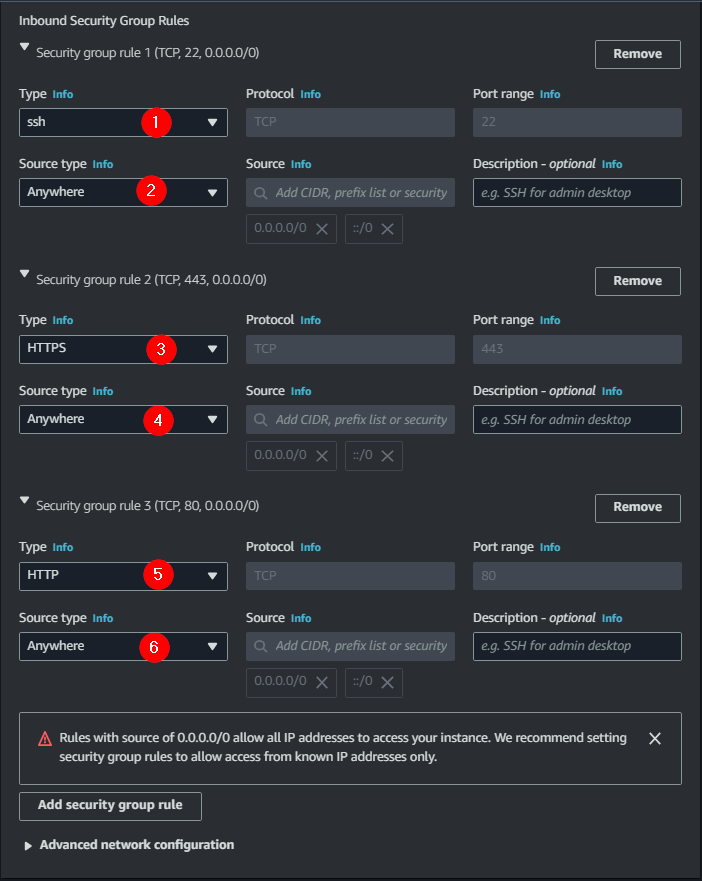 Inbound Security Group Rules
Security group rule 1 (TCP, 22, 0.0.0.0/0)
Remove
Type Info Protocol Info Port range Info
ssh 1 TCP 22
Source type Info Source Info Description - optional Info
Anywhere 2 Add CIDR, prefix list or security e.g. SSH for admin desktop
0.0.0.0/0 ::/0
Security group rule 2 (TCP, 443, 0.0.0.0/0)
Remove
Type Info Protocol Info Port range Info
HTTPS 3 TCP 443
Source type Info Source Info Description - optional Info
Anywhere 4 Add CIDR, prefix list or security e.g. SSH for admin desktop
0.0.0.0/0 ::/0
Security group rule 3 (TCP, 80, 0.0.0.0/0)
Remove
Type Info Protocol Info Port range Info
HTTP 5 TCP 80
Source type Info Source Info Description - optional Info
Anywhere 6 Add CIDR, prefix list or security e.g. SSH for admin desktop
0.0.0.0/0 ::/0
Rules with source of 0.0.0.0/0 allow all IP addresses to access your instance. We recommend setting
security group rules to allow access from known IP addresses only.
Add security group rule
Advanced network configuration